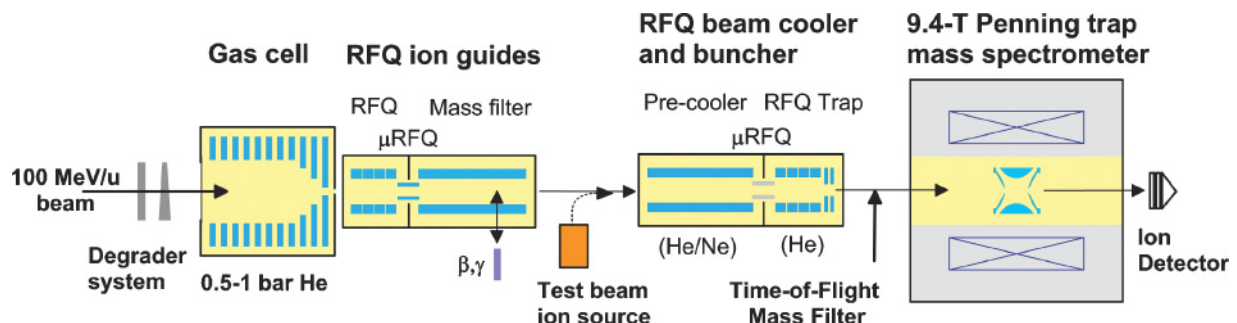 Gas cell
RFQ ion guides
RFQ beam cooler
and buncher
9.4-T Penning trap
mass spectrometer
RFQ
Mass filter
μRFQ
Pre-cooler
RFQ Trap
μRFQ
100 MeV/u
beam
Degrader
system
0.5-1 bar He
β,γ
Test beam
ion source
(He/Ne)
(He)
Time-of-Flight
Mass Filter
Ion
Detector